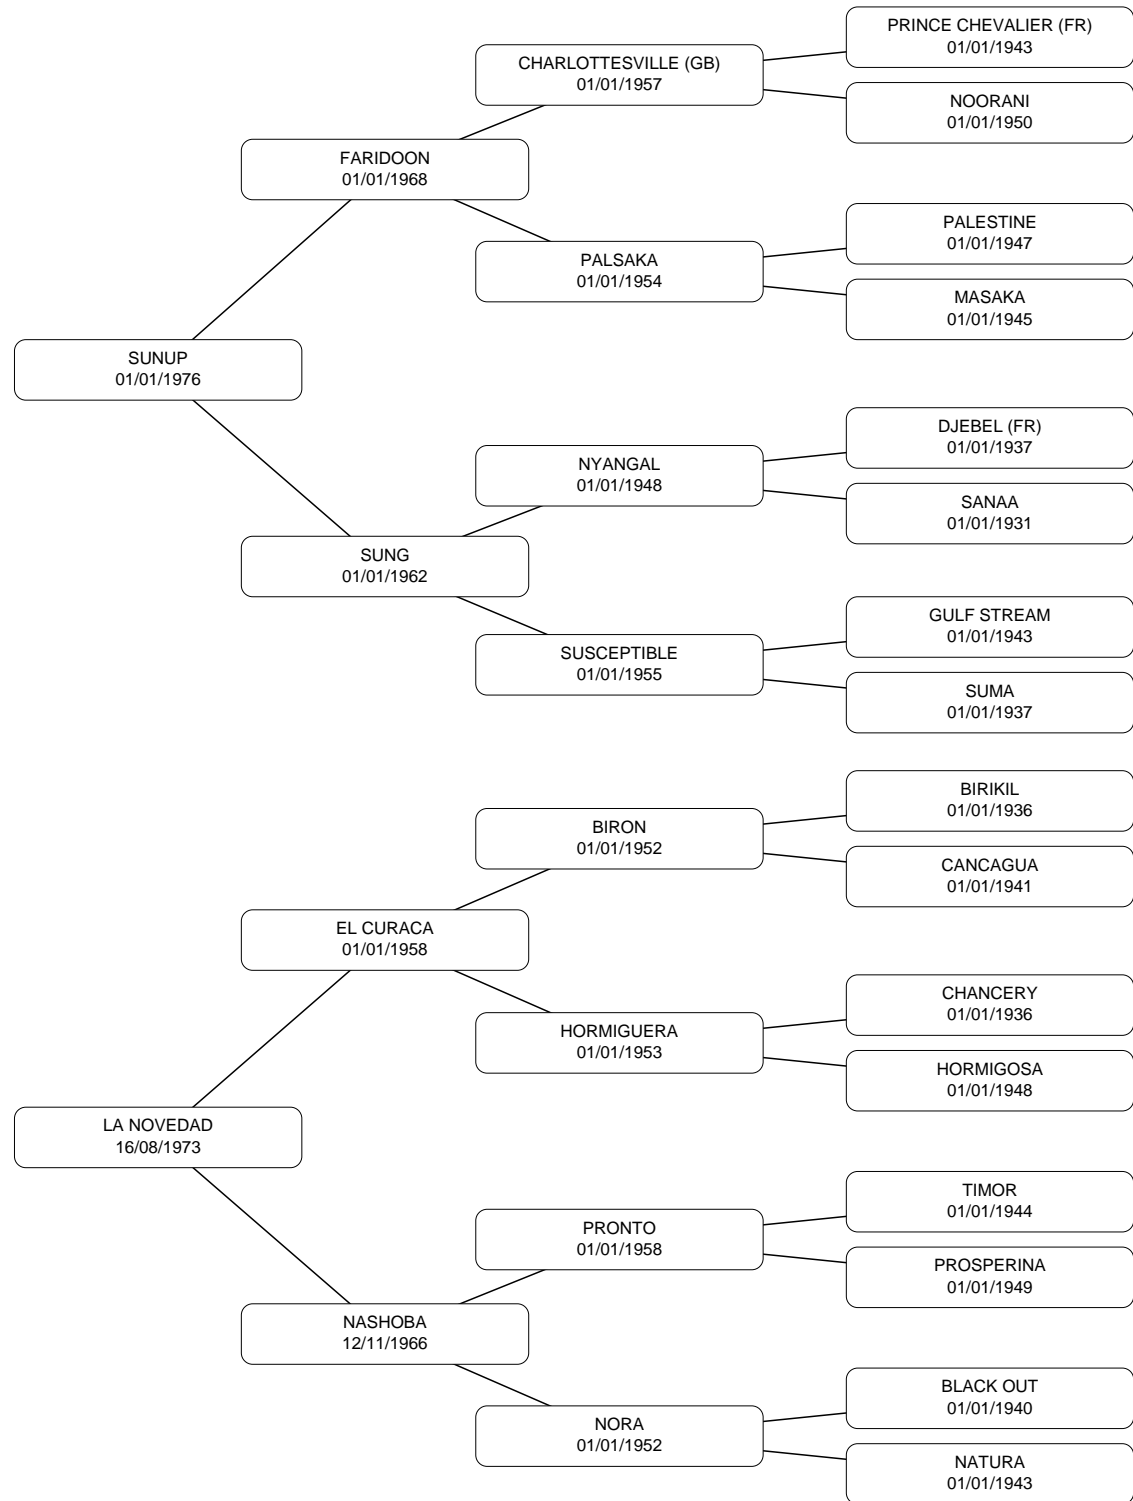 PRINCE CHEVALIER (FR)
01/01/1943
CHARLOTTESVILLE (GB)
01/01/1957
NOORANI
01/01/1950
FARIDOON
01/01/1968
PALESTINE
01/01/1947
PALSAKA
01/01/1954
MASAKA
01/01/1945
SUNUP
01/01/1976
DJEBEL (FR)
01/01/1937
NYANGAL
01/01/1948
SANAA
01/01/1931
SUNG
01/01/1962
GULF STREAM
01/01/1943
SUSCEPTIBLE
01/01/1955
SUMA
01/01/1937
BIRIKIL
01/01/1936
BIRON
01/01/1952
CANCAGUA
01/01/1941
EL CURACA
01/01/1958
CHANCERY
01/01/1936
HORMIGUERA
01/01/1953
HORMIGOSA
01/01/1948
LA NOVEDAD
16/08/1973
TIMOR
01/01/1944
PRONTO
01/01/1958
PROSPERINA
01/01/1949
NASHOBA
12/11/1966
BLACK OUT
01/01/1940
NORA
01/01/1952
NATURA
01/01/1943